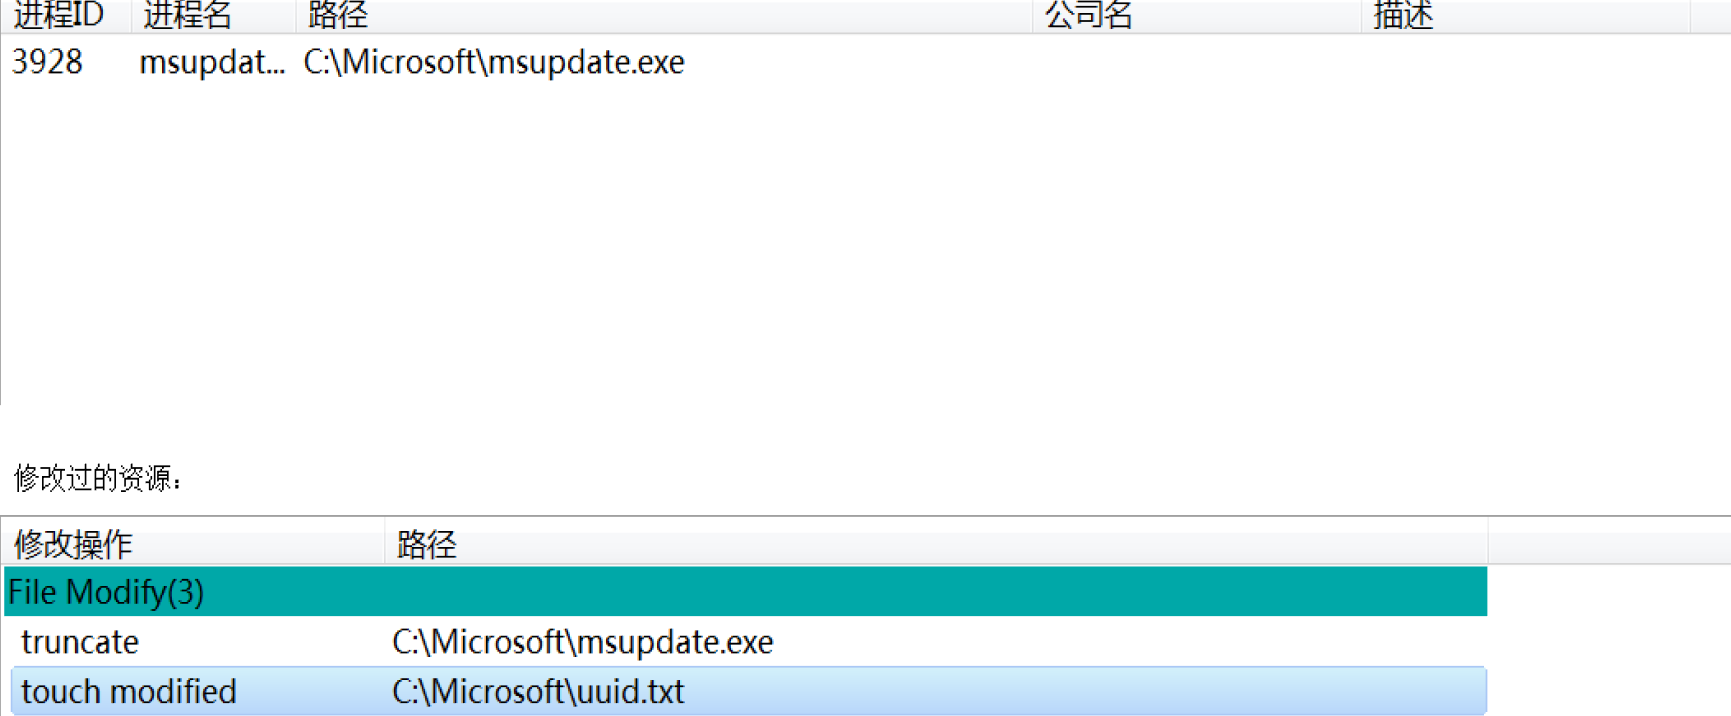 进程ID 进程名 路径 公司名 描述
3928 msupdat... C:\Microsoft\msupdate.exe
修改过的资源：
修改操作 路径
File Modify(3)
truncate C:\Microsoft\msupdate.exe
touch modified C:\Microsoft\uuid.txt